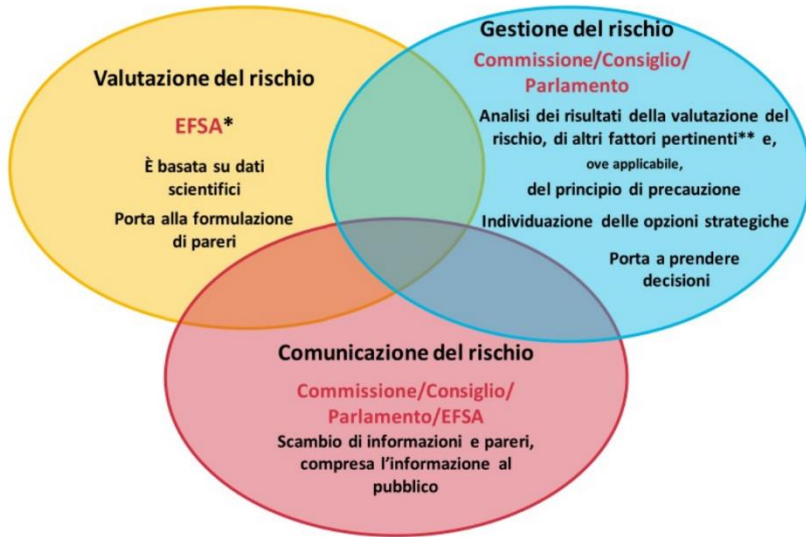 Valutazione del rischio
EFSA*
È basata su dati
scientifici
Porta alla formulazione
di pareri
Gestione del rischio
Commissione/Consiglio/
Parlamento
Analisi dei risultati della valutazione del
rischio, di altri fattori pertinenti** e,
ove applicabile,
del principio di precauzione
Individuazione delle opzioni strategiche
Porta a prendere
decisioni
Comunicazione del rischio
Commissione/Consiglio/
Parlamento/EFSA
Scambio di informazioni e pareri,
compresa l'informazione al
pubblico